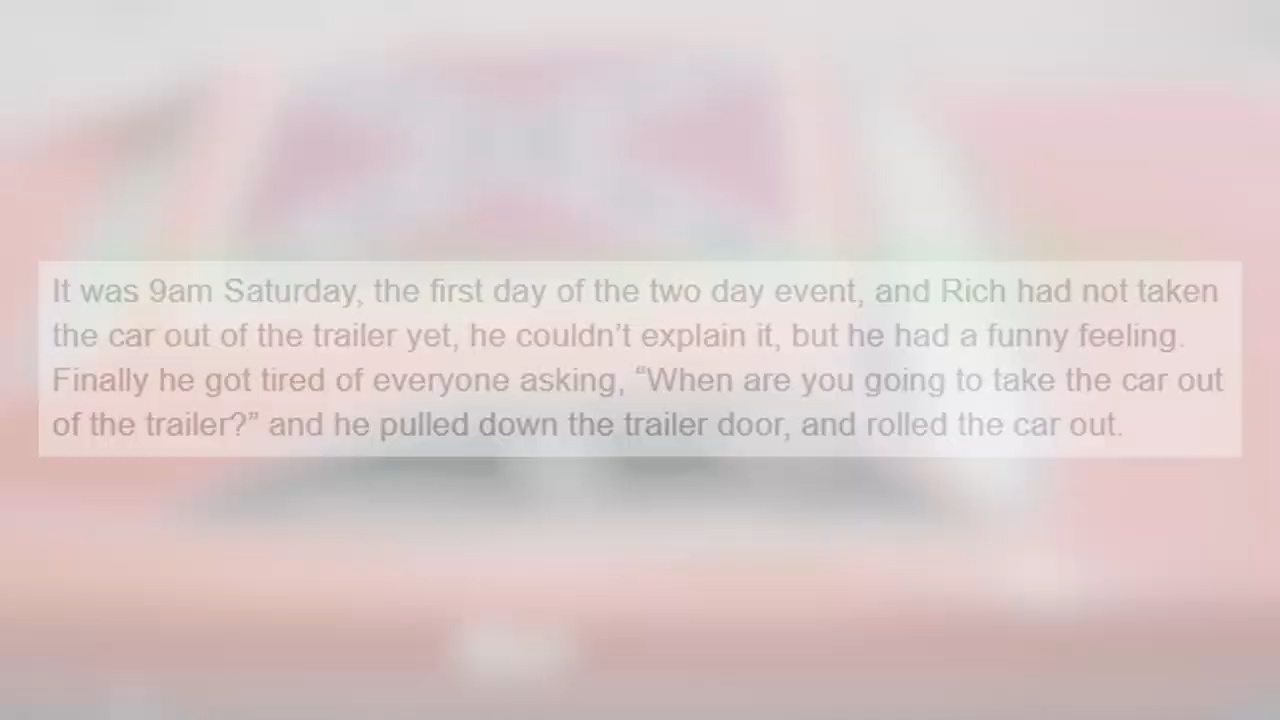 It was 9am Saturday, the first day of the two day event, and Rich had not taken
the car out of the trailer yet, he couldn’t explain it, but he had a funny feeling.
Finally he got tired of everyone asking, “When are you going to take the car out
of the trailer?” and he pulled down the trailer door, and rolled the car out.